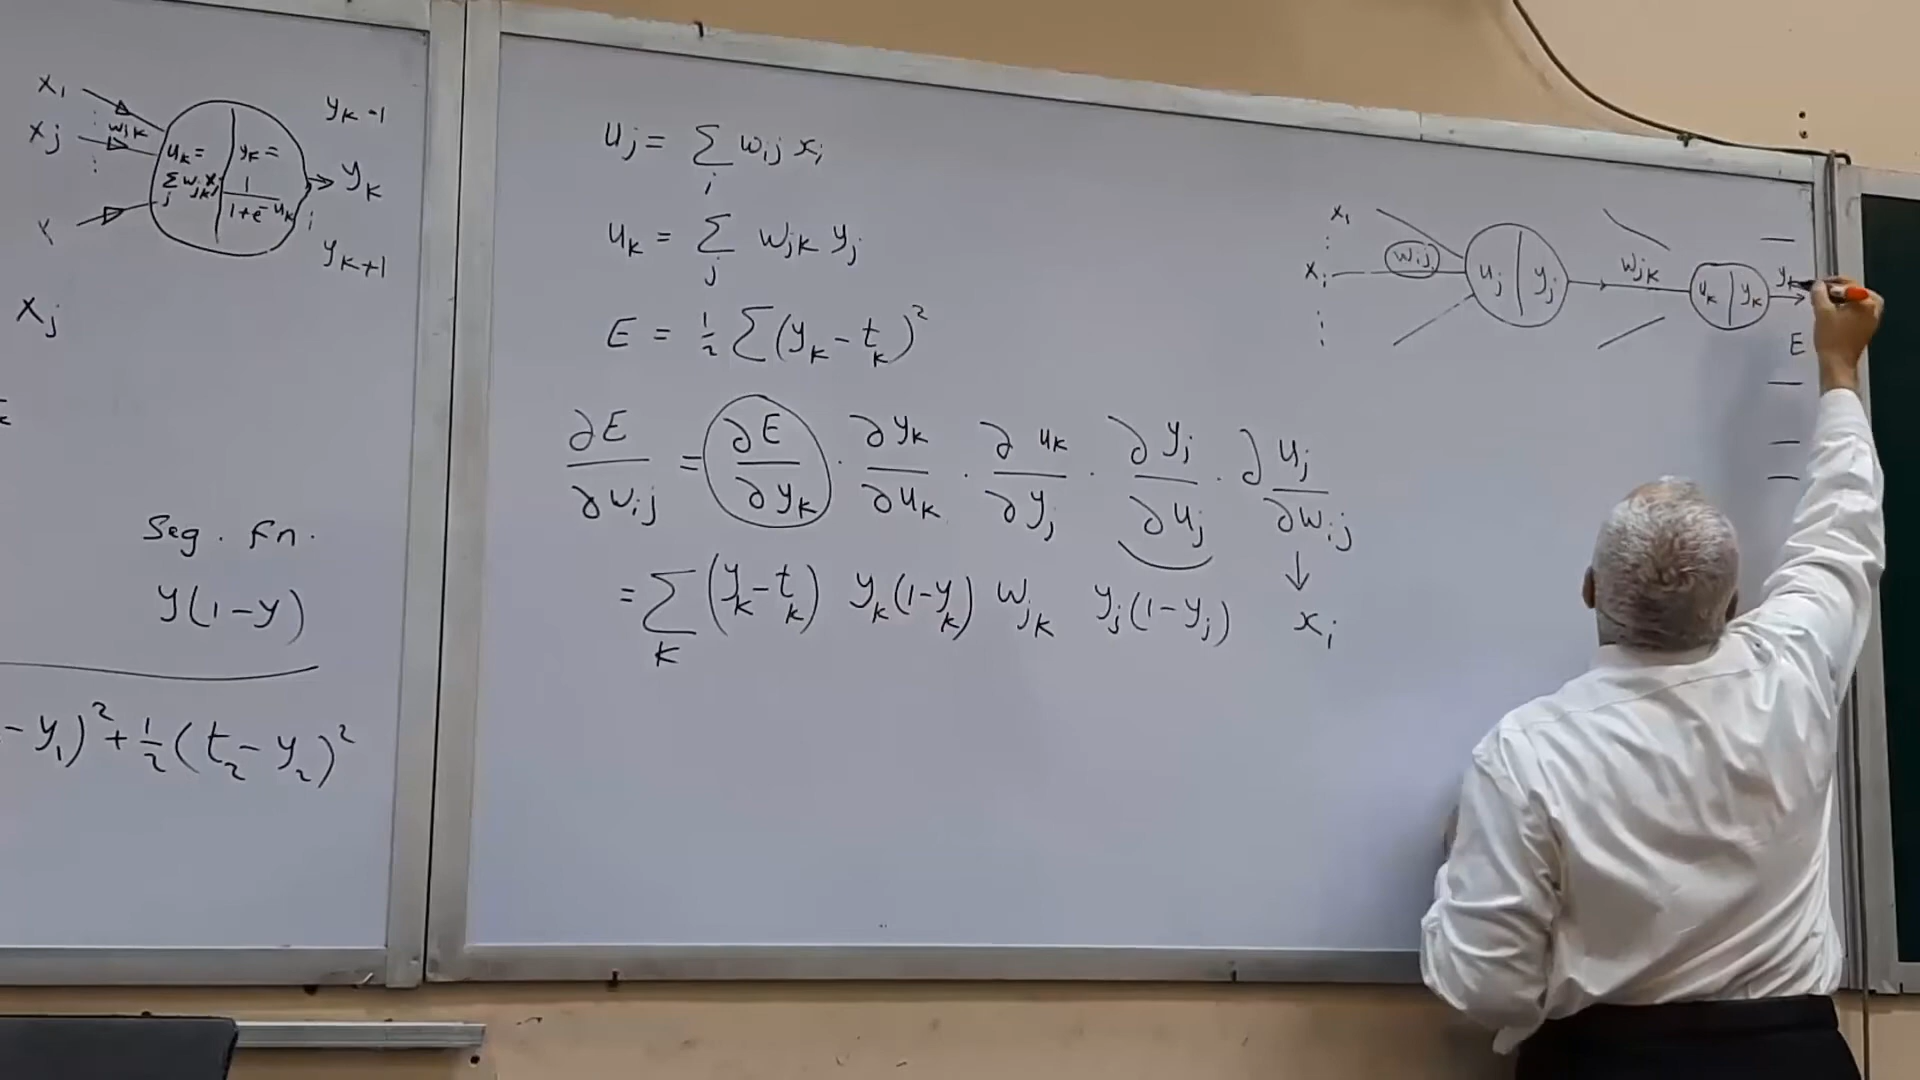 x₁
xⱼ wⱼₖ
uₖ = Σⱼ wⱼₖ xⱼ
yₖ = 1/(1+e^-uₖ)
yₖ-1
yₖ
yₖ+1
xⱼ
Seg. fn.
y(1-y)
- y₁)² + ½(t₂ - y₂)²
uⱼ = Σᵢ wᵢⱼ xᵢ
uₖ = Σⱼ wⱼₖ yⱼ
E = ½ Σ(yₖ - tₖ)²
∂E/∂wᵢⱼ = ∂E/∂yₖ · ∂yₖ/∂uₖ · ∂uₖ/∂yⱼ · ∂yⱼ/∂uⱼ · ∂uⱼ/∂wᵢⱼ
= Σₖ (yₖ - tₖ) yₖ(1-yₖ) wⱼₖ yⱼ(1-yⱼ) xᵢ
x₁
xᵢ wᵢⱼ uⱼ | yⱼ wⱼₖ uₖ | yₖ yₖ
E